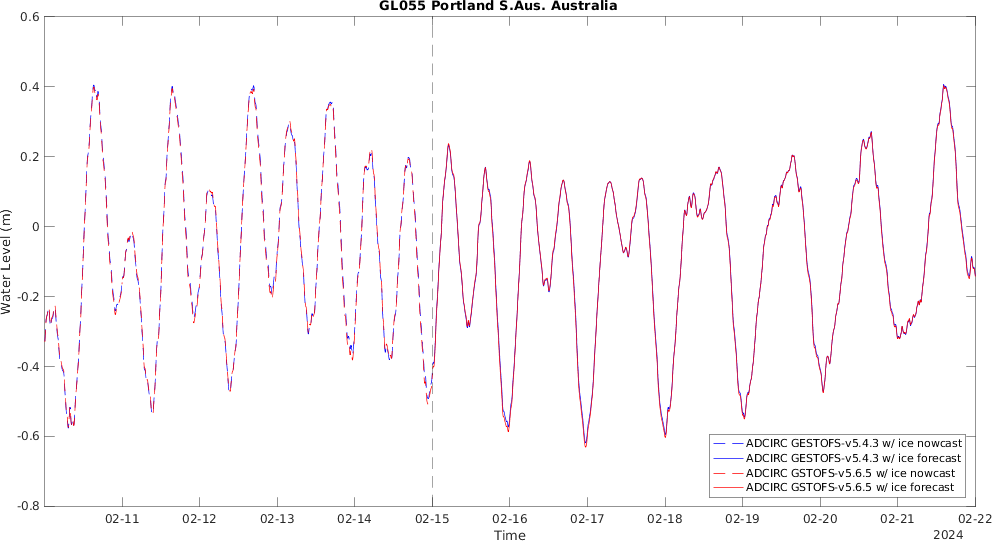 GL055 Portland S.Aus. Australia
0.6
0.4
0.2
0
-0.2
-0.4
-0.6
-0.8
Water Level (m)
ADCIRC GESTOFS-v5.4.3 w/ ice nowcast
ADCIRC GESTOFS-v5.4.3 w/ ice forecast
ADCIRC GSTOFS-v5.6.5 w/ ice nowcast
ADCIRC GSTOFS-v5.6.5 w/ ice forecast
02-11 02-12 02-13 02-14 02-15 02-16 02-17 02-18 02-19 02-20 02-21 02-22
Time
2024